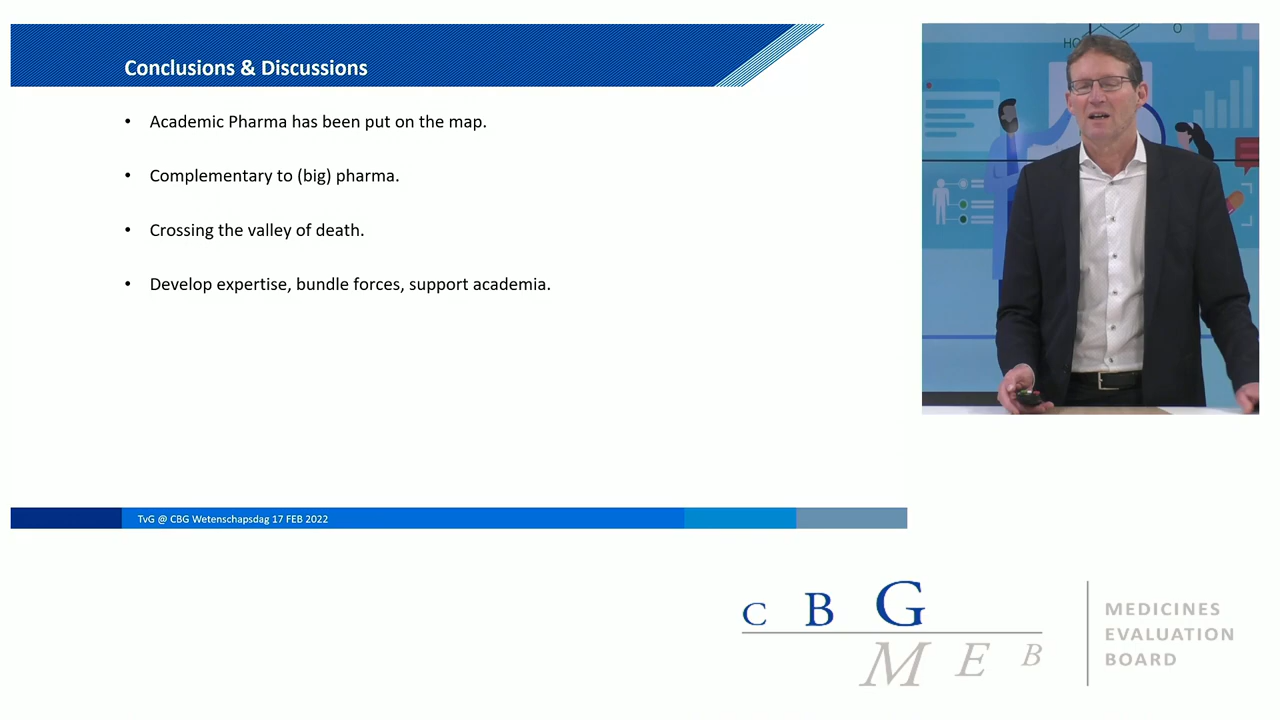 Conclusions & Discussions
• Academic Pharma has been put on the map.
• Complementary to (big) pharma.
• Crossing the valley of death.
• Develop expertise, bundle forces, support academia.
TvG @ CBG Wetenschapsdag 17 FEB 2022
HO
O
C B G
M E B
MEDICINES
EVALUATION
BOARD